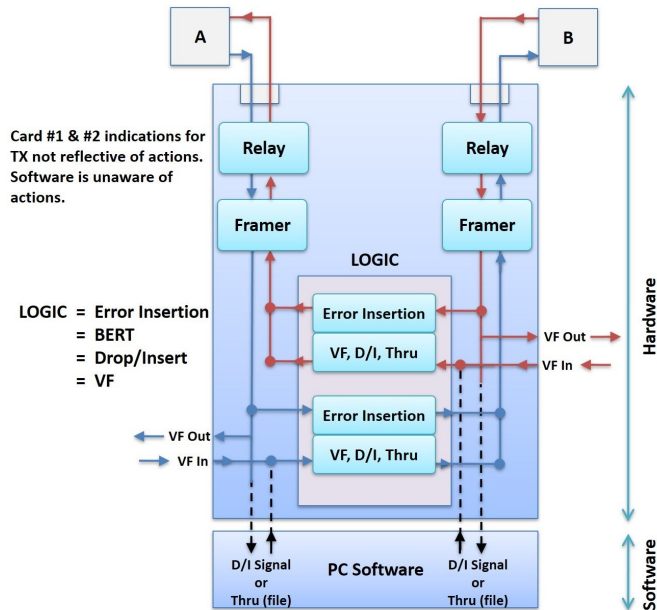 A
B
Card #1 & #2 indications for
TX not reflective of actions.
Software is unaware of
actions.
Relay
Relay
Framer
Framer
LOGIC
LOGIC = Error Insertion
= BERT
= Drop/Insert
= VF
Error Insertion
VF, D/I, Thru
VF Out
VF In
Error Insertion
VF, D/I, Thru
VF Out
VF In
Hardware
D/I Signal
or
Thru (file)
PC Software
D/I Signal
or
Thru (file)
Software